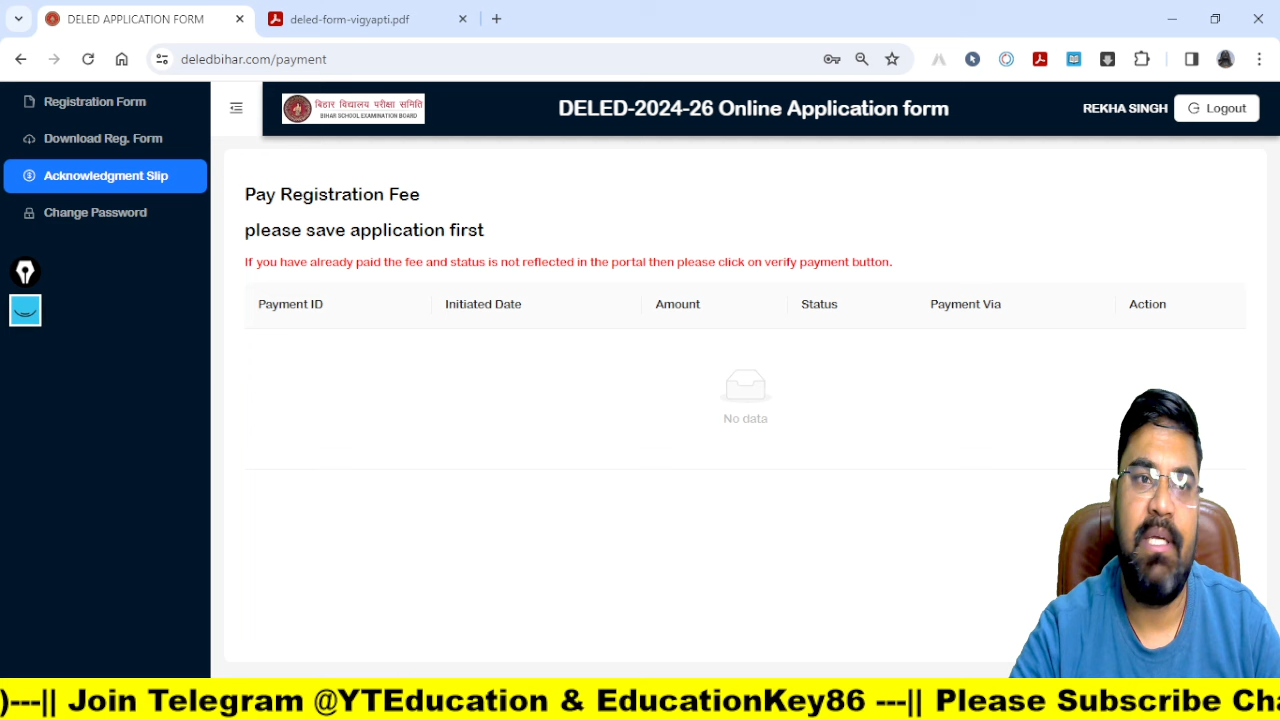 DELED APPLICATION FORM
deled-form-vigyapti.pdf
deledbihar.com/payment
Registration Form
Download Reg. Form
Acknowledgment Slip
Change Password
बिहार विद्यालय परीक्षा समिति
BIHAR SCHOOL EXAMINATION BOARD
DELED-2024-26 Online Application form
REKHA SINGH
Logout
Pay Registration Fee
please save application first
If you have already paid the fee and status is not reflected in the portal then please click on verify payment button.
Payment ID Initiated Date Amount Status Payment Via Action
No data
)---|| Join Telegram @YTEducation & EducationKey86 ---|| Please Subscribe Cha